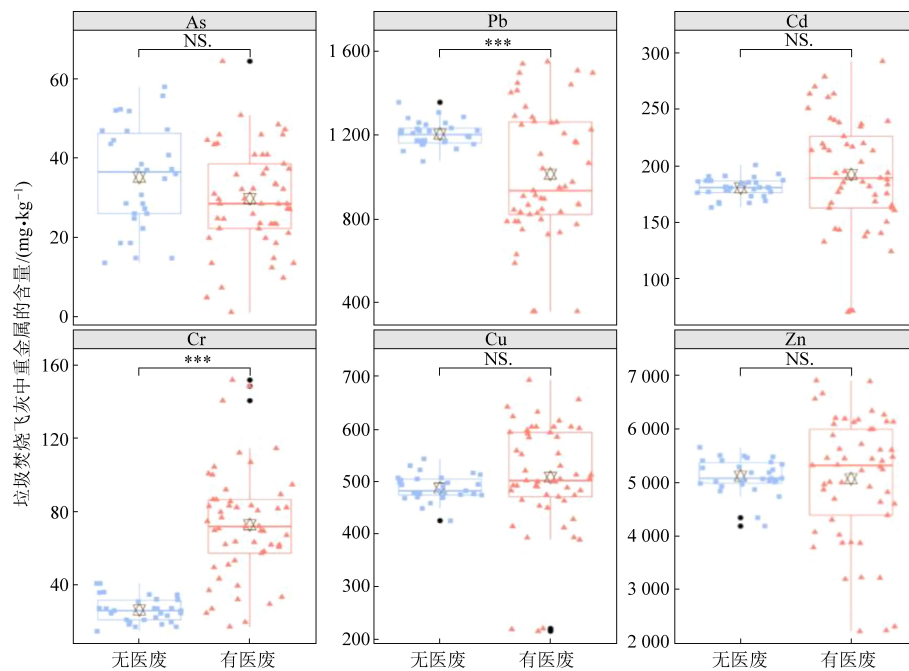 As
Pb
Cd
NS.
***
NS.
60
40
20
0
1 600
1 200
800
400
300
250
200
150
100
垃圾焚烧飞灰中重金属的含量/(mg•kg⁻¹)
Cr
Cu
Zn
***
NS.
NS.
160
120
80
40
700
600
500
400
300
200
7 000
6 000
5 000
4 000
3 000
2 000
无医废
有医废
无医废
有医废
无医废
有医废